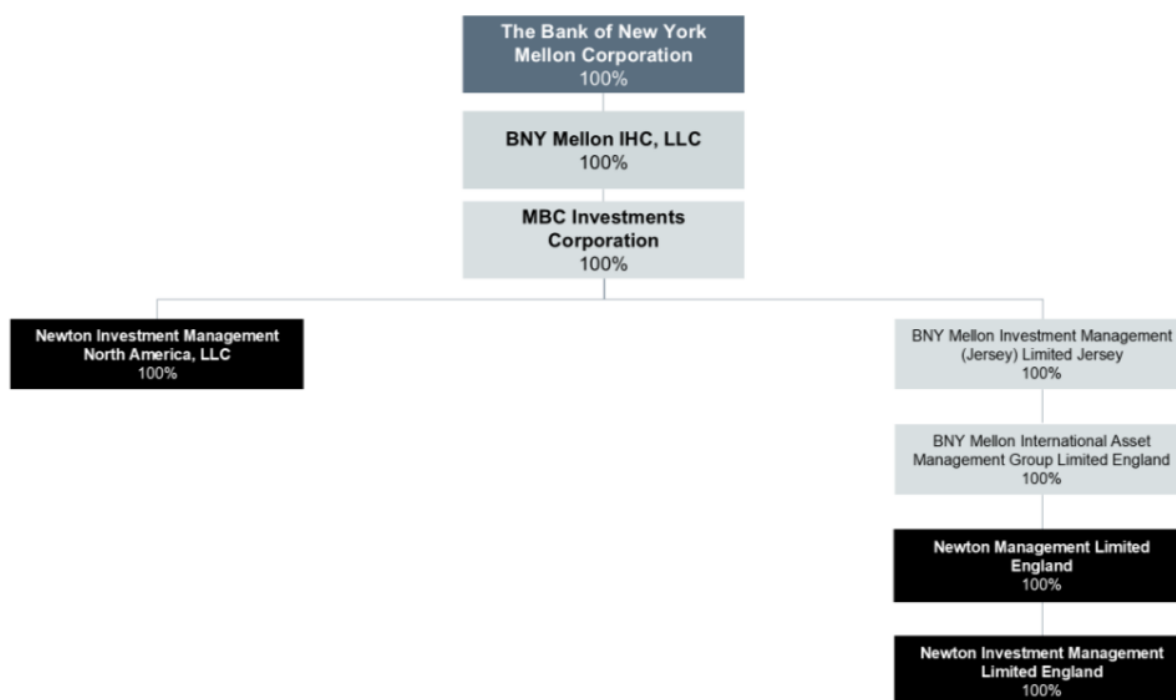 The Bank of New York
Mellon Corporation
100%
BNY Mellon IHC, LLC
100%
MBC Investments
Corporation
100%
Newton Investment Management
North America, LLC
100%
BNY Mellon Investment Management
(Jersey) Limited Jersey
100%
BNY Mellon International Asset
Management Group Limited England
100%
Newton Management Limited
England
100%
Newton Investment Management
Limited England
100%